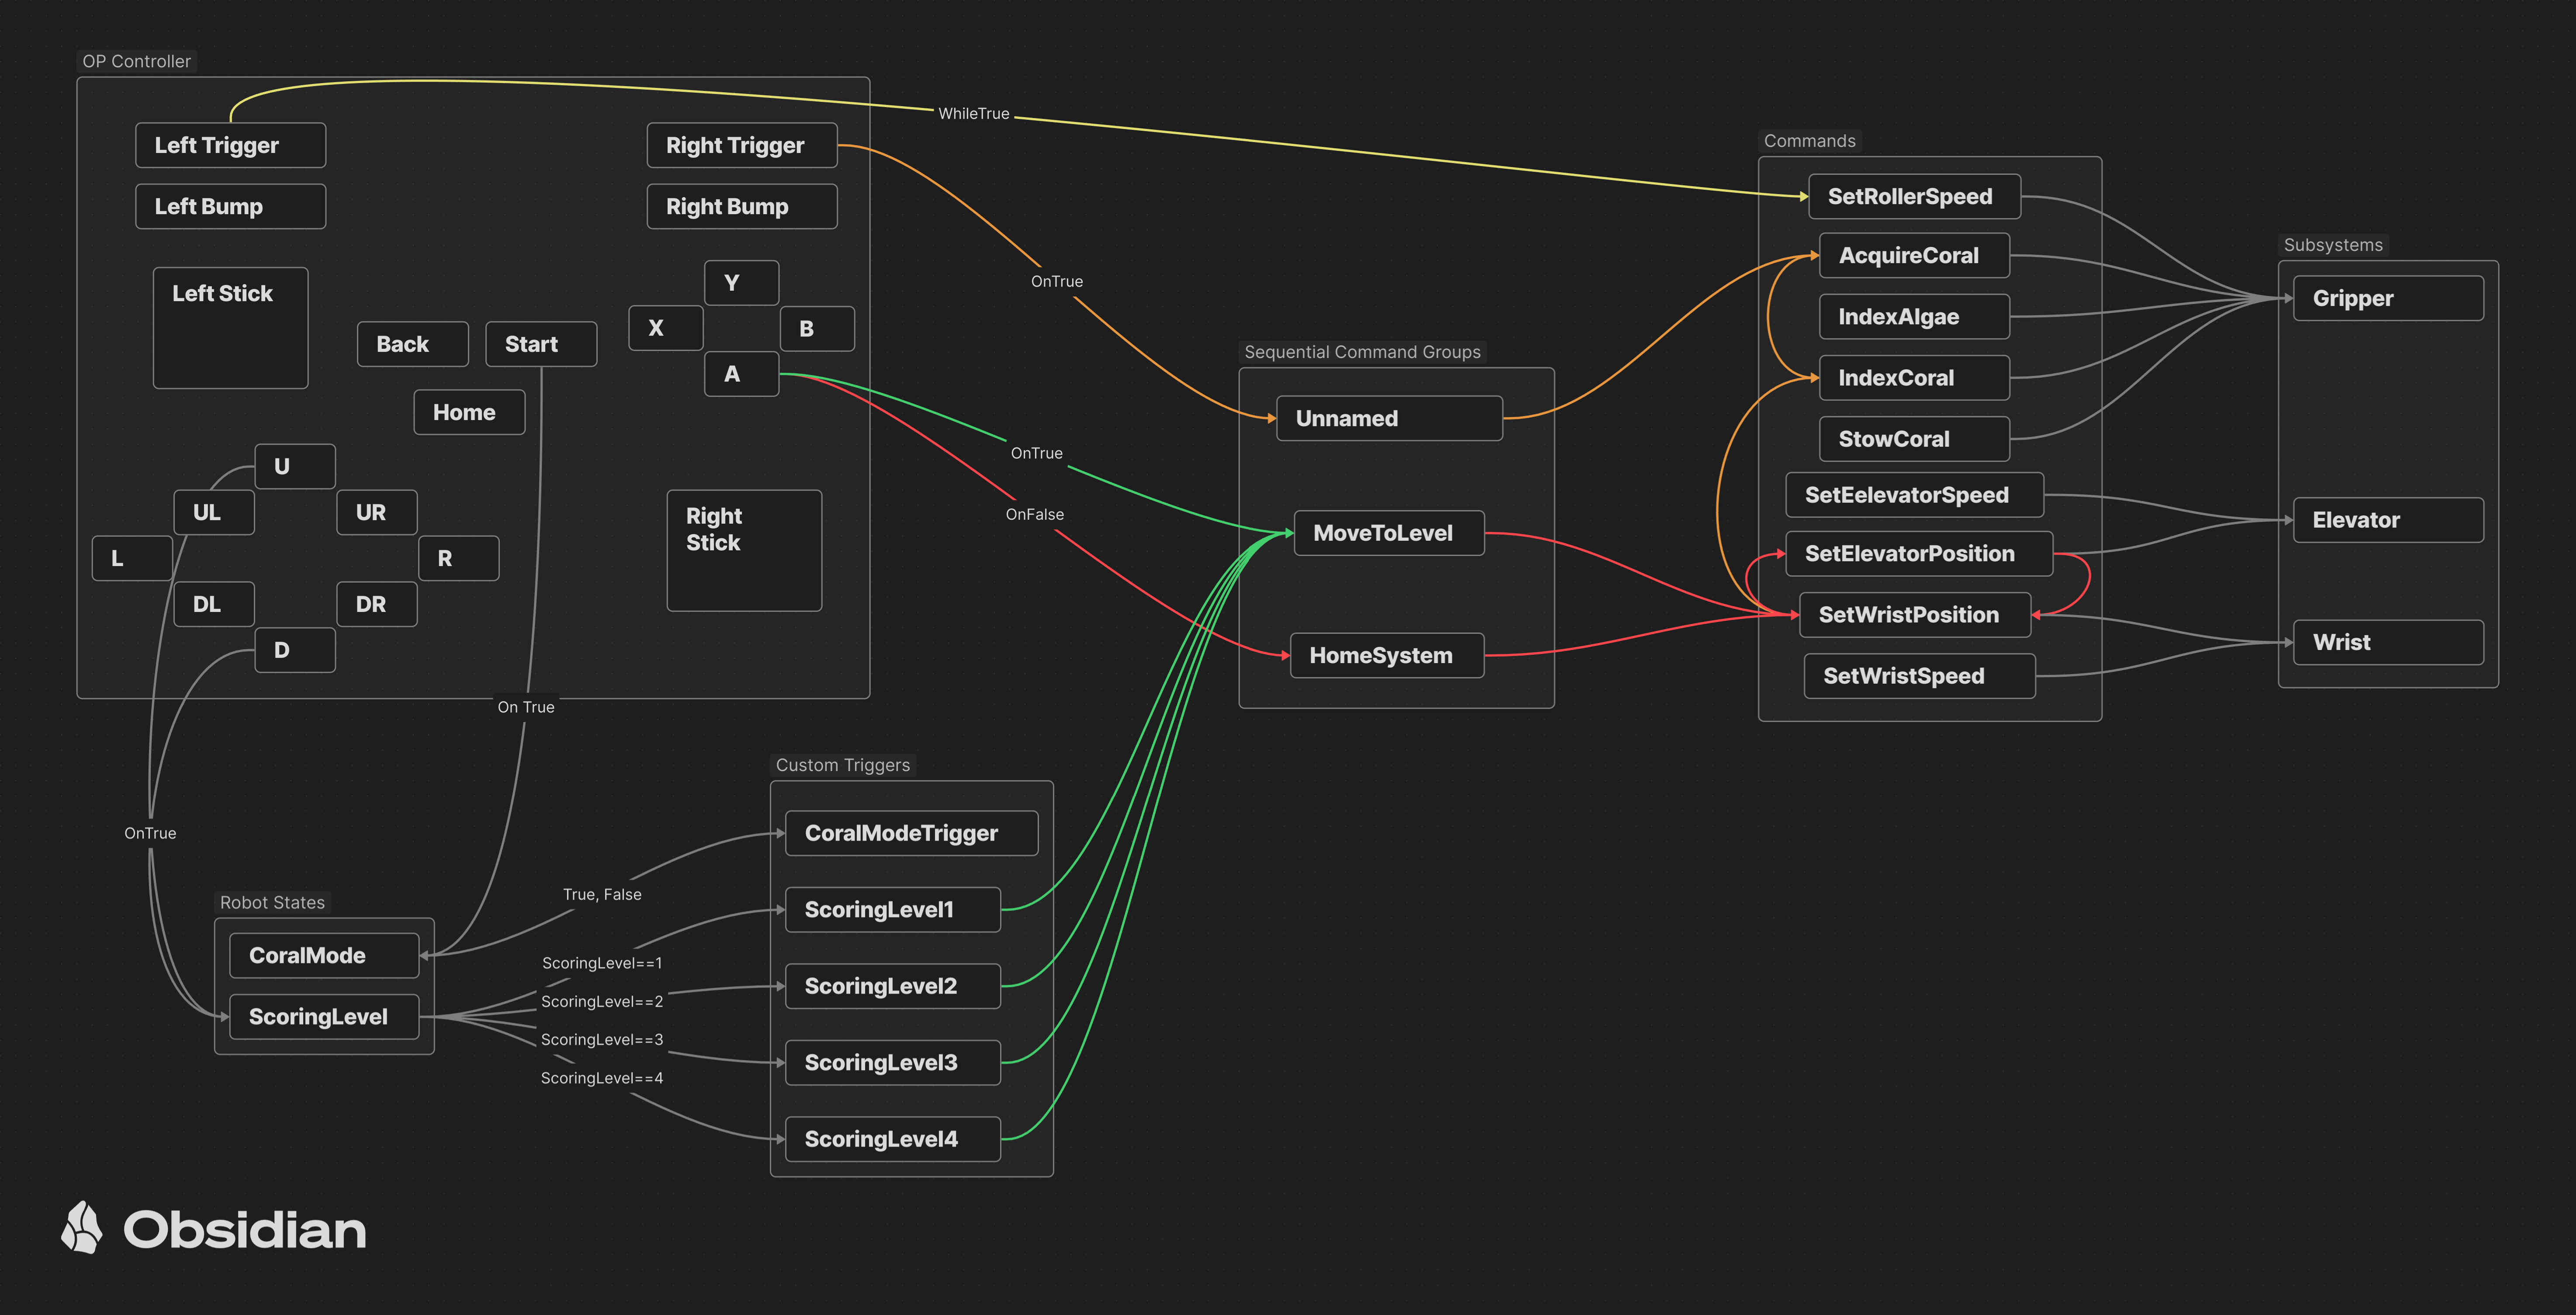 OP Controller
Left Trigger
Right Trigger
Left Bump
Right Bump
Left Stick
Y
X
B
A
Back
Start
Home
U
UL
UR
L
R
DL
DR
D
Right
Stick
WhileTrue
OnTrue
OnTrue
OnFalse
On True
OnTrue
Sequential Command Groups
Unnamed
MoveToLevel
HomeSystem
Commands
SetRollerSpeed
AcquireCoral
IndexAlgae
IndexCoral
StowCoral
SetEelevatorSpeed
SetElevatorPosition
SetWristPosition
SetWristSpeed
Subsystems
Gripper
Elevator
Wrist
Robot States
CoralMode
ScoringLevel
True, False
ScoringLevel==1
ScoringLevel==2
ScoringLevel==3
ScoringLevel==4
Custom Triggers
CoralModeTrigger
ScoringLevel1
ScoringLevel2
ScoringLevel3
ScoringLevel4
Obsidian